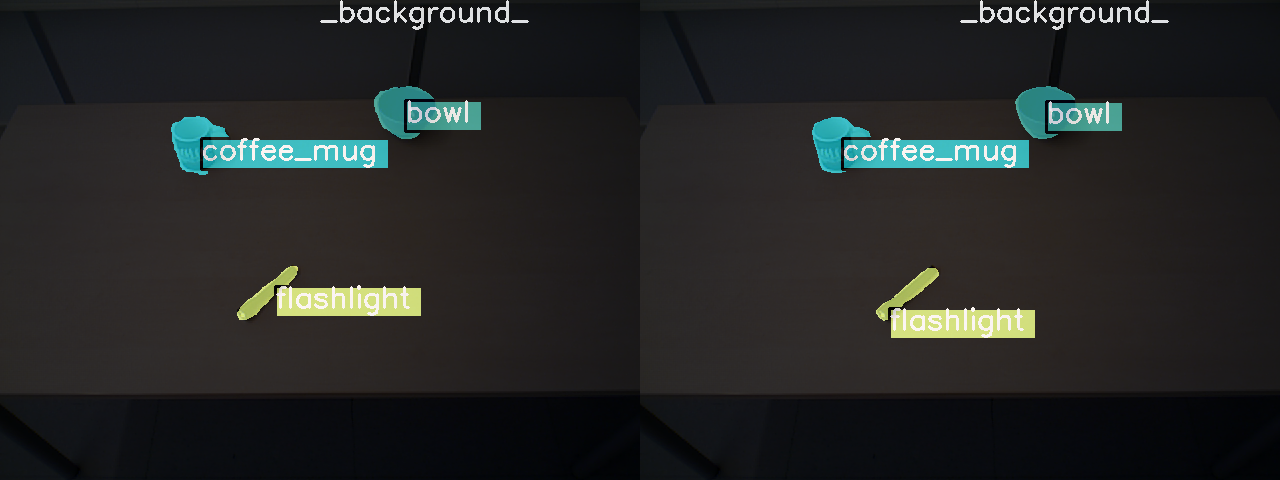 _background_
bowl
coffee_mug
flashlight
_background_
bowl
coffee_mug
flashlight